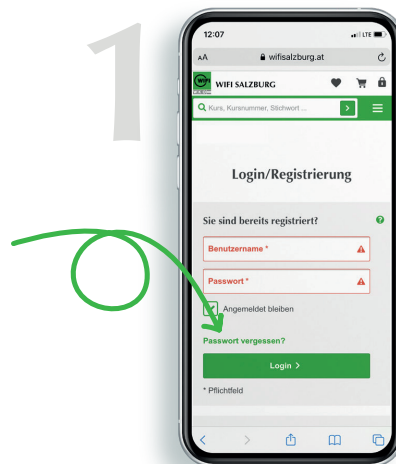 1
12:07
LTE
AA wifisalzburg.at
WIFI WIFI SALZBURG
Kurs, Kursnummer, Stichwort ...
Login/Registrierung
Sie sind bereits registriert?
Benutzername *
Passwort *
Angemeldet bleiben
Passwort vergessen?
Login >
* Pflichtfeld